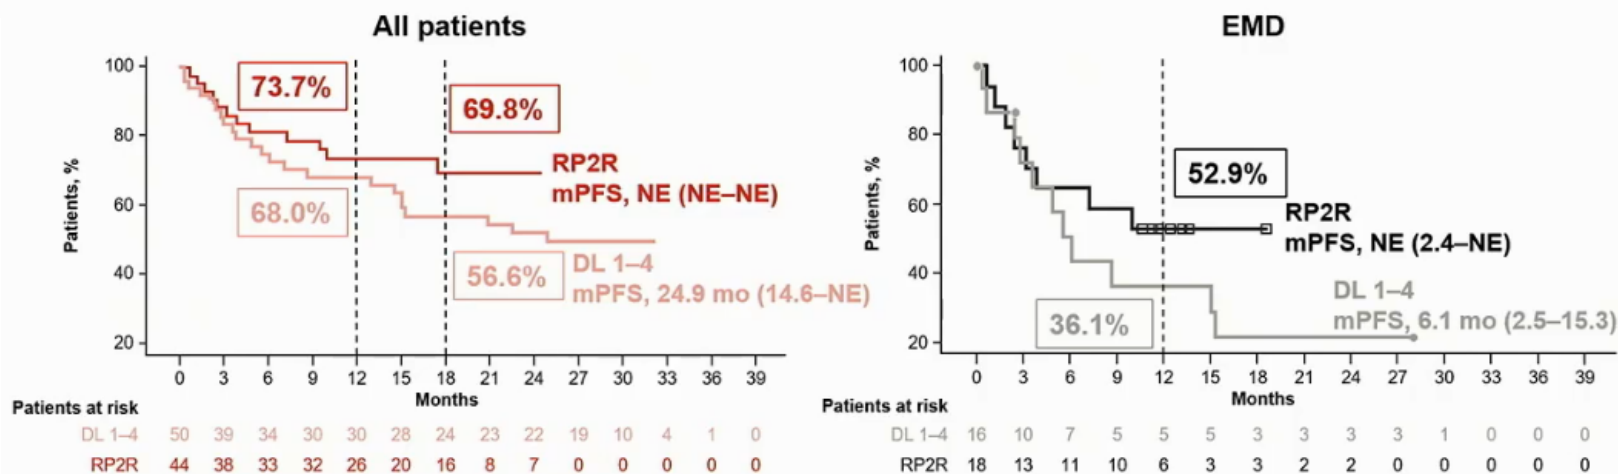 All patients
100
80
60
40
20
Patients, %
73.7%
69.8%
68.0%
56.6%
RP2R
mPFS, NE (NE–NE)
DL 1–4
mPFS, 24.9 mo (14.6–NE)
0 3 6 9 12 15 18 21 24 27 30 33 36 39
Months
Patients at risk
DL 1–4 50 39 34 30 30 28 24 23 22 19 10 4 1 0
RP2R 44 38 33 32 26 20 16 8 7 0 0 0 0 0
EMD
100
80
60
40
20
Patients, %
52.9%
36.1%
RP2R
mPFS, NE (2.4–NE)
DL 1–4
mPFS, 6.1 mo (2.5–15.3)
0 3 6 9 12 15 18 21 24 27 30 33 36 39
Months
Patients at risk
DL 1–4 16 10 7 5 5 5 3 3 3 3 1 0 0 0
RP2R 18 13 11 10 6 3 3 2 2 0 0 0 0 0